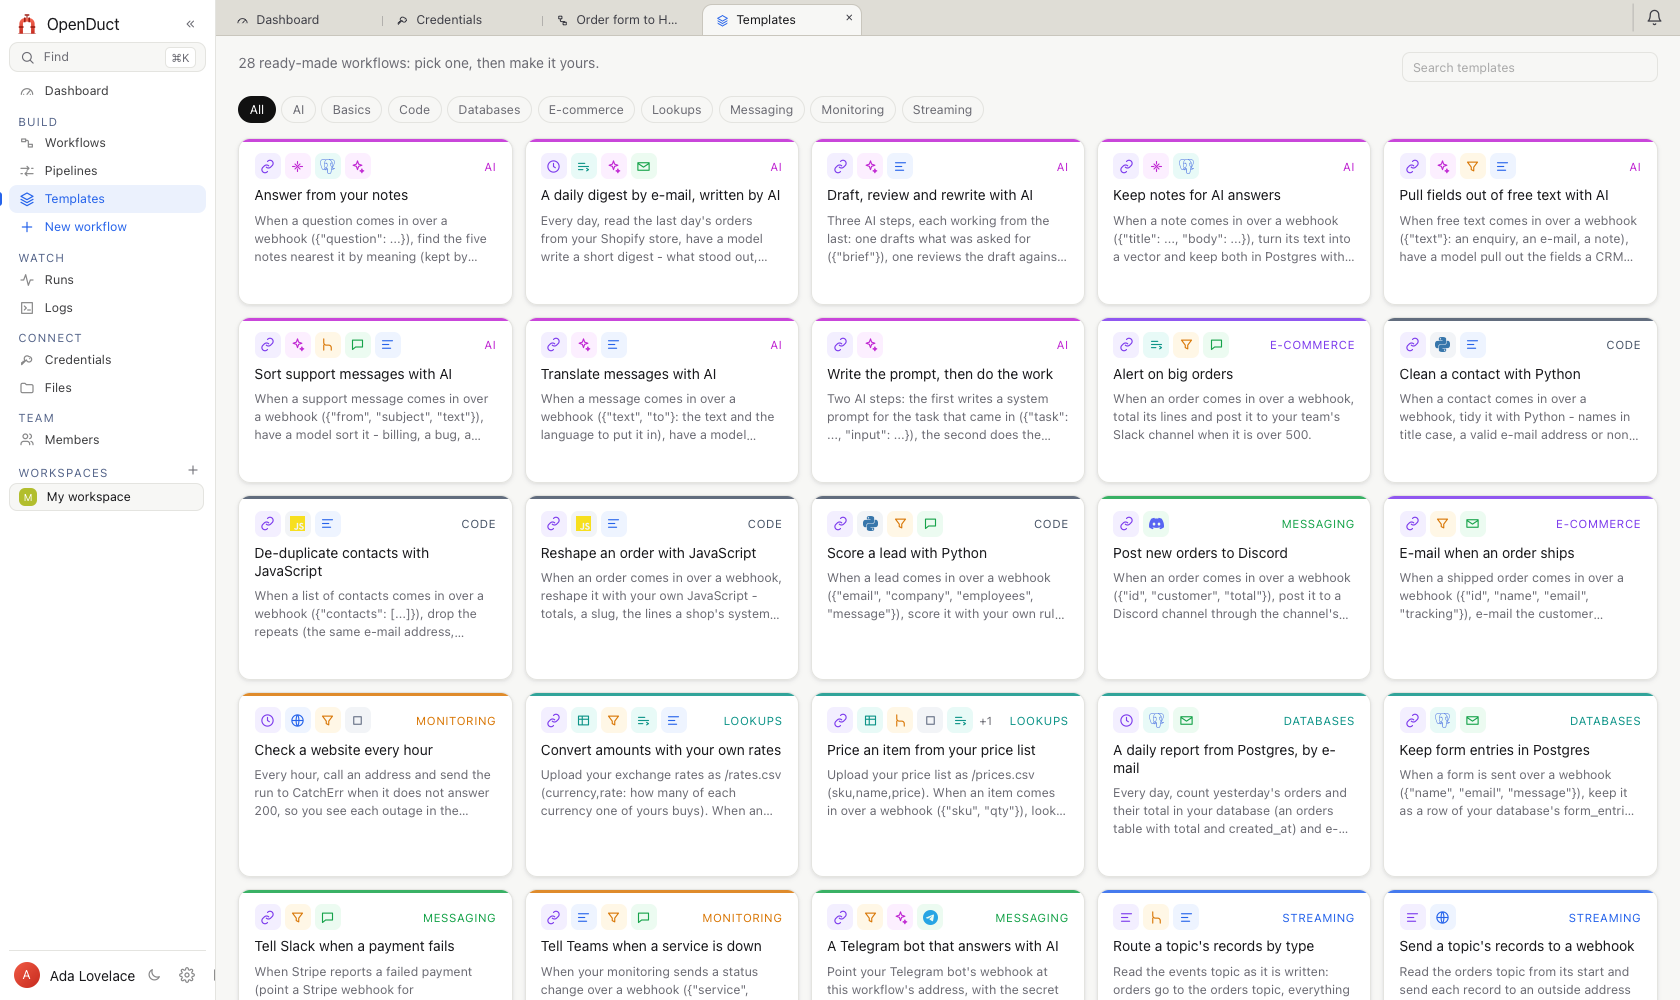 OpenDuct
«
Find
⌘K
Dashboard
BUILD
Workflows
Pipelines
Templates
New workflow
WATCH
Runs
Logs
CONNECT
Credentials
Files
TEAM
Members
WORKSPACES
M My workspace
A Ada Lovelace
Dashboard
Credentials
Order form to H...
Templates
28 ready-made workflows: pick one, then make it yours.
Search templates
All
AI
Basics
Code
Databases
E-commerce
Lookups
Messaging
Monitoring
Streaming
AI
Answer from your notes
When a question comes in over a
webhook ({"question": ...}), find the five
notes nearest it by meaning (kept by...
AI
A daily digest by e-mail, written by AI
Every day, read the last day's orders
from your Shopify store, have a model
write a short digest - what stood out,...
AI
Draft, review and rewrite with AI
Three AI steps, each working from the
last: one drafts what was asked for
({"brief"}), one reviews the draft agains...
AI
Keep notes for AI answers
When a note comes in over a webhook
({"title": ..., "body": ...}), turn its text into
a vector and keep both in Postgres with...
AI
Pull fields out of free text with AI
When free text comes in over a webhook
({"text"}: an enquiry, an e-mail, a note),
have a model pull out the fields a CRM...
AI
Sort support messages with AI
When a support message comes in over
a webhook ({"from", "subject", "text"}),
have a model sort it - billing, a bug, a...
AI
Translate messages with AI
When a message comes in over a
webhook ({"text", "to"}: the text and the
language to put it in), have a model...
AI
Write the prompt, then do the work
Two AI steps: the first writes a system
prompt for the task that came in ({"task":
..., "input": ...}), the second does the...
E-COMMERCE
Alert on big orders
When an order comes in over a webhook,
total its lines and post it to your team's
Slack channel when it is over 500.
CODE
Clean a contact with Python
When a contact comes in over a
webhook, tidy it with Python - names in
title case, a valid e-mail address or non...
JS
CODE
De-duplicate contacts with
JavaScript
When a list of contacts comes in over a
webhook ({"contacts": [...]}), drop the
repeats (the same e-mail address,...
JS
CODE
Reshape an order with JavaScript
When an order comes in over a webhook,
reshape it with your own JavaScript -
totals, a slug, the lines a shop's system...
CODE
Score a lead with Python
When a lead comes in over a webhook
({"email", "company", "employees",
"message"}), score it with your own rul...
MESSAGING
Post new orders to Discord
When an order comes in over a webhook
({"id", "customer", "total"}), post it to a
Discord channel through the channel's...
E-COMMERCE
E-mail when an order ships
When a shipped order comes in over a
webhook ({"id", "name", "email",
"tracking"}), e-mail the customer...
MONITORING
Check a website every hour
Every hour, call an address and send the
run to CatchErr when it does not answer
200, so you see each outage in the...
LOOKUPS
Convert amounts with your own rates
Upload your exchange rates as /rates.csv
(currency,rate: how many of each
currency one of yours buys). When an...
+1
LOOKUPS
Price an item from your price list
Upload your price list as /prices.csv
(sku,name,price). When an item comes
in over a webhook ({"sku", "qty"}), look...
DATABASES
A daily report from Postgres, by e-
mail
Every day, count yesterday's orders and
their total in your database (an orders
table with total and created_at) and e-...
DATABASES
Keep form entries in Postgres
When a form is sent over a webhook
({"name", "email", "message"}), keep it
as a row of your database's form_entri...
MESSAGING
Tell Slack when a payment fails
When Stripe reports a failed payment
(point a Stripe webhook for
MONITORING
Tell Teams when a service is down
When your monitoring sends a status
change over a webhook ({"service",
MESSAGING
A Telegram bot that answers with AI
Point your Telegram bot's webhook at
this workflow's address, with the secret
STREAMING
Route a topic's records by type
Read the events topic as it is written:
orders go to the orders topic, everything
STREAMING
Send a topic's records to a webhook
Read the orders topic from its start and
send each record to an outside address